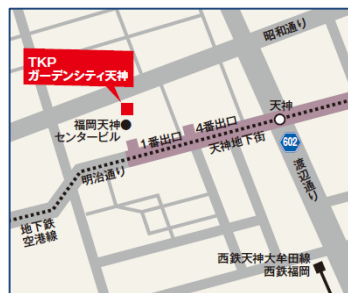 昭和通り
TKP
ガーデンシティ天神
天神
福岡天神
センタービル
1番出口
4番出口
天神地下街
602
明治通り
渡辺通り
地下鉄
空港線
西鉄天神大牟田線
西鉄福岡